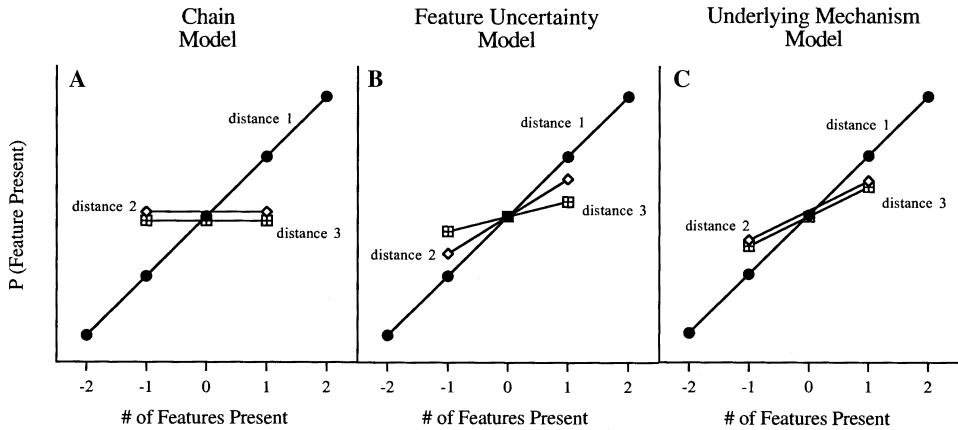 Chain
Model
Feature Uncertainty
Model
Underlying Mechanism
Model
P (Feature Present)
A
distance 1
distance 2
distance 3
-2 -1 0 1 2
# of Features Present
B
distance 1
distance 3
distance 2
-2 -1 0 1 2
# of Features Present
C
distance 1
distance 3
distance 2
-2 -1 0 1 2
# of Features Present